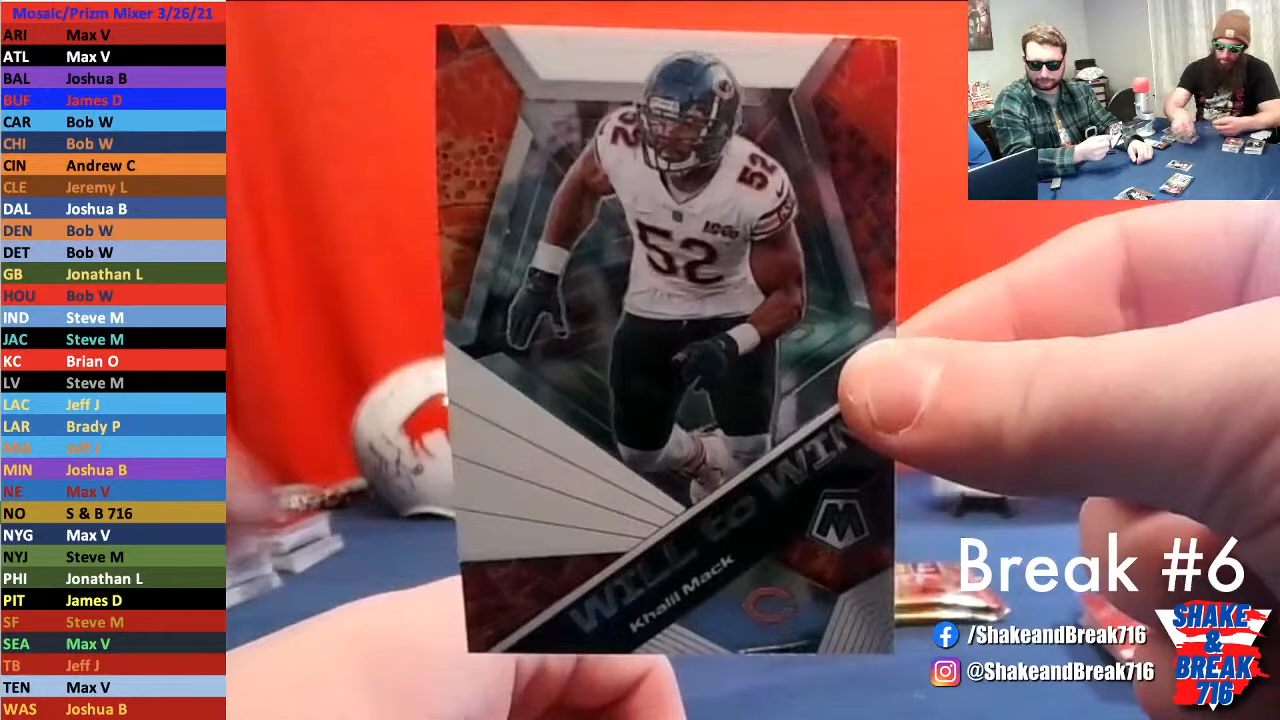 Mosaic/Prizm Mixer 3/26/21
ARI Max V
ATL Max V
BAL Joshua B
BUF James D
CAR Bob W
CHI Bob W
CIN Andrew C
CLE Jeremy L
DAL Joshua B
DEN Bob W
DET Bob W
GB Jonathan L
HOU Bob W
IND Steve M
JAC Steve M
KC Brian O
LV Steve M
LAC Jeff J
LAR Brady P
MIA Jeff J
MIN Joshua B
NE Max V
NO S & B 716
NYG Max V
NYJ Steve M
PHI Jonathan L
PIT James D
SF Steve M
SEA Max V
TB Jeff J
TEN Max V
WAS Joshua B
52
52
52
100
WILL to WIN
Khalil Mack
M
C
Break #6
/ShakeandBreak716
@ShakeandBreak716
SHAKE
&
BREAK
716